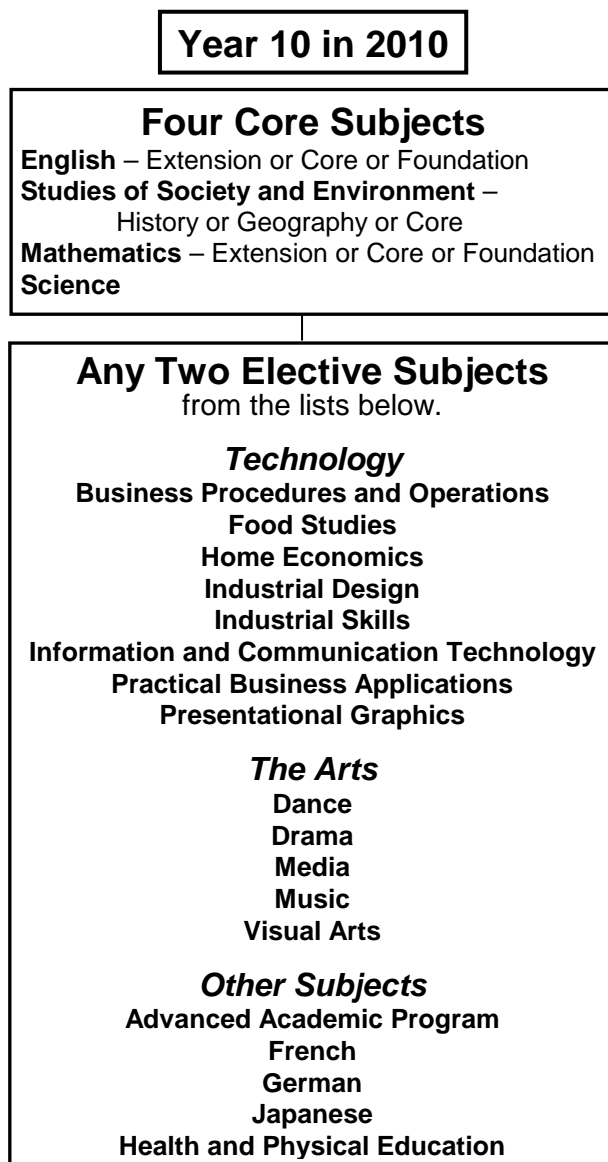 Year 10 in 2010
Four Core Subjects
English – Extension or Core or Foundation
Studies of Society and Environment –
History or Geography or Core
Mathematics – Extension or Core or Foundation
Science
Any Two Elective Subjects
from the lists below.
Technology
Business Procedures and Operations
Food Studies
Home Economics
Industrial Design
Industrial Skills
Information and Communication Technology
Practical Business Applications
Presentational Graphics
The Arts
Dance
Drama
Media
Music
Visual Arts
Other Subjects
Advanced Academic Program
French
German
Japanese
Health and Physical Education